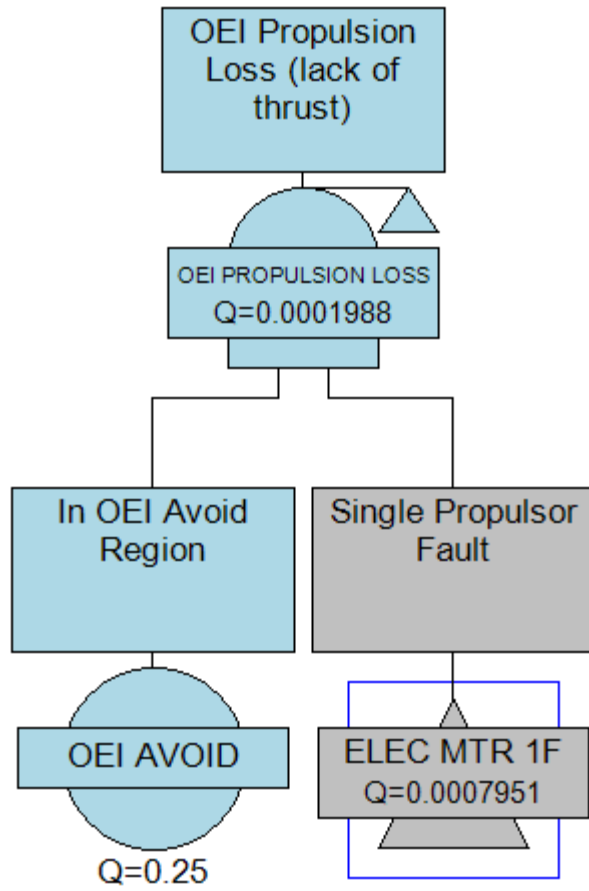 OEI Propulsion
Loss (lack of
thrust)
OEI PROPULSION LOSS
Q=0.0001988
In OEI Avoid
Region
Single Propulsor
Fault
OEI AVOID
Q=0.25
ELEC MTR 1F
Q=0.0007951